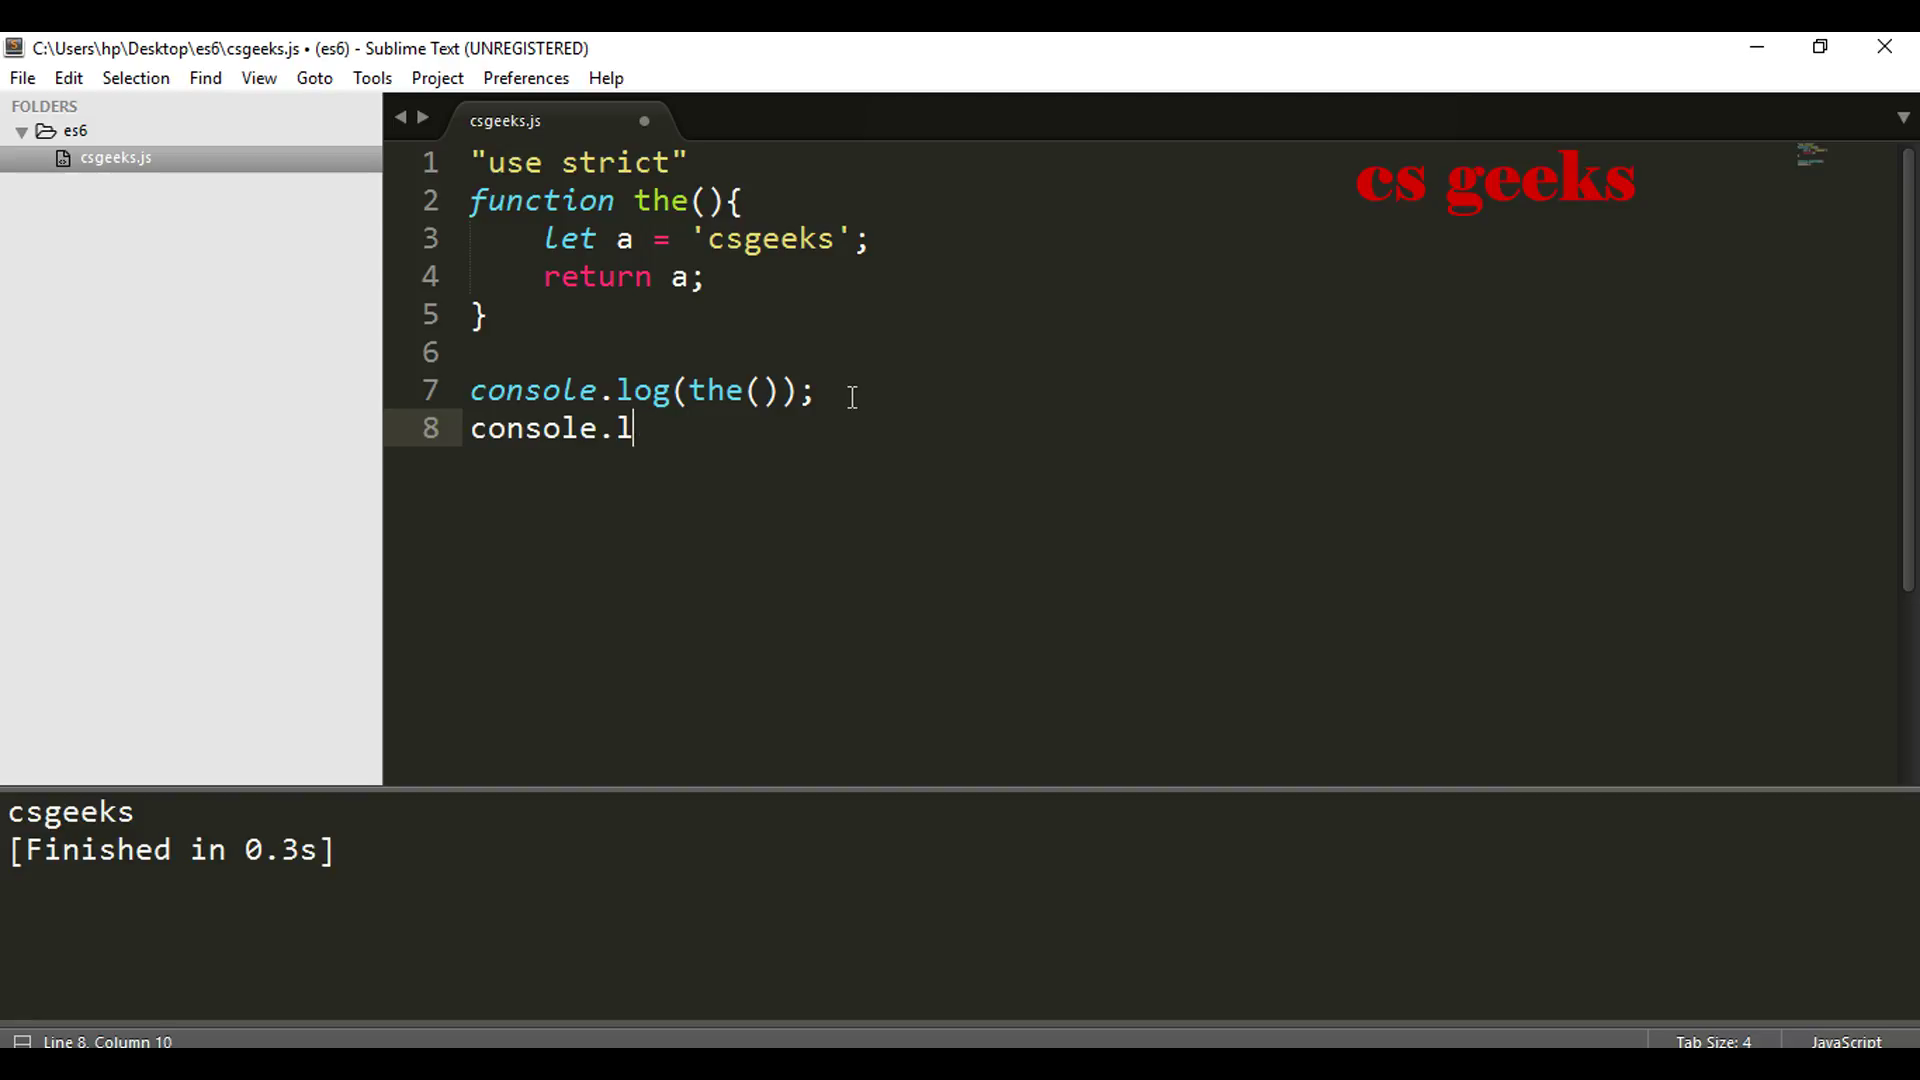 C:\Users\hp\Desktop\es6\csgeeks.js • (es6) - Sublime Text (UNREGISTERED)
File Edit Selection Find View Goto Tools Project Preferences Help
FOLDERS
es6
csgeeks.js
csgeeks.js
cs geeks
1 "use strict"
2 function the(){
3     let a = 'csgeeks';
4     return a;
5 }
6
7 console.log(the());
8 console.l
csgeeks
[Finished in 0.3s]
Line 8, Column 10 Tab Size: 4 JavaScript